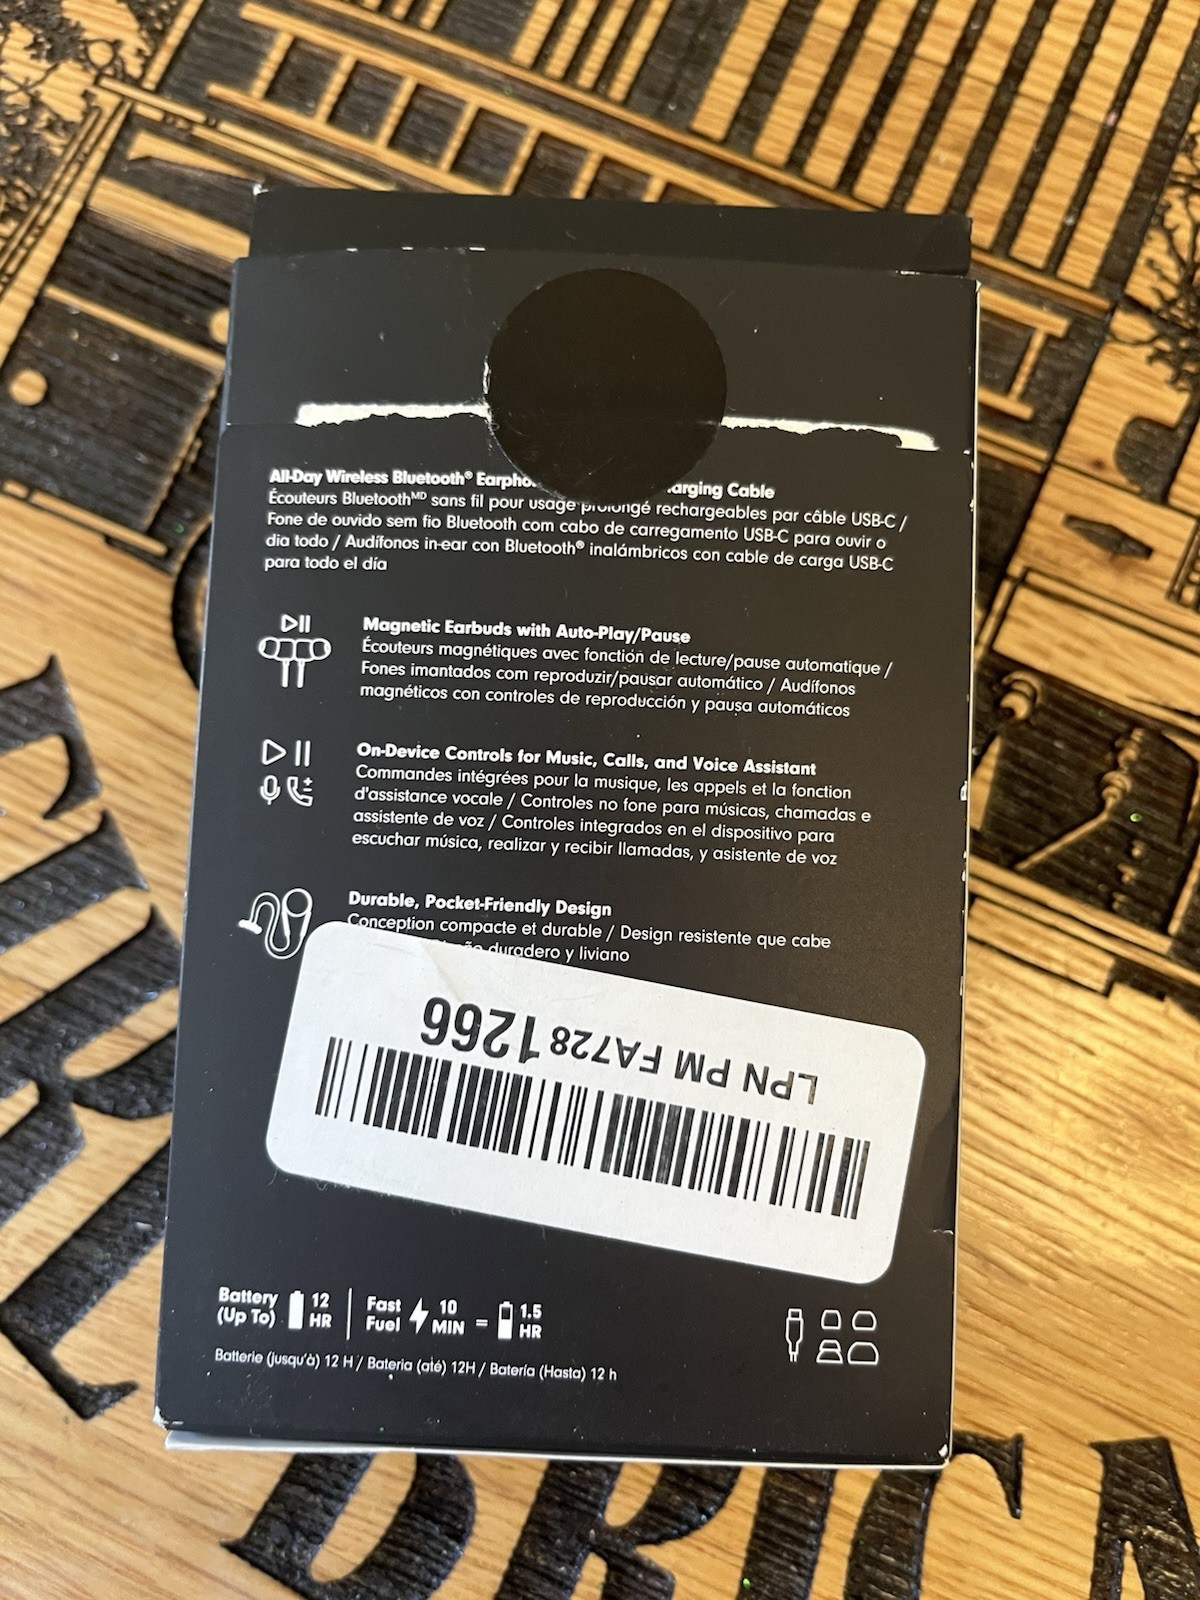 All-Day Wireless Bluetooth® Charging Cable
Écouteurs Bluetooth^MD sans fil pour usage prolongé rechargeables par câble USB-C /
Fone de ouvido sem fio Bluetooth com cabo de carregamento USB-C para ouvir o
dia todo / Audífonos in-ear con Bluetooth® inalámbricos con cable de carga USB-C
para todo el día
Magnetic Earbuds with Auto-Play/Pause
Écouteurs magnétiques avec fonction de lecture/pause automatique /
Fones imantados com reproduzir/pausar automático / Audífonos
magnéticos con controles de reproducción y pausa automáticos
On-Device Controls for Music, Calls, and Voice Assistant
Commandes intégrées pour la musique, les appels et la fonction
d'assistance vocale / Controles no fone para músicas, chamadas e
assistente de voz / Controles integrados en el dispositivo para
escuchar música, realizar y recibir llamadas, y asistente de voz
Durable, Pocket-Friendly Design
Conception compacte et durable / Design resistente que cabe
duradero y liviano
LPN PM FA728 1266
Battery (Up To) 12 HR | Fast Fuel 10 MIN = 1.5 HR
Batterie (jusqu'à) 12 H / Bateria (até) 12H / Batería (Hasta) 12 h